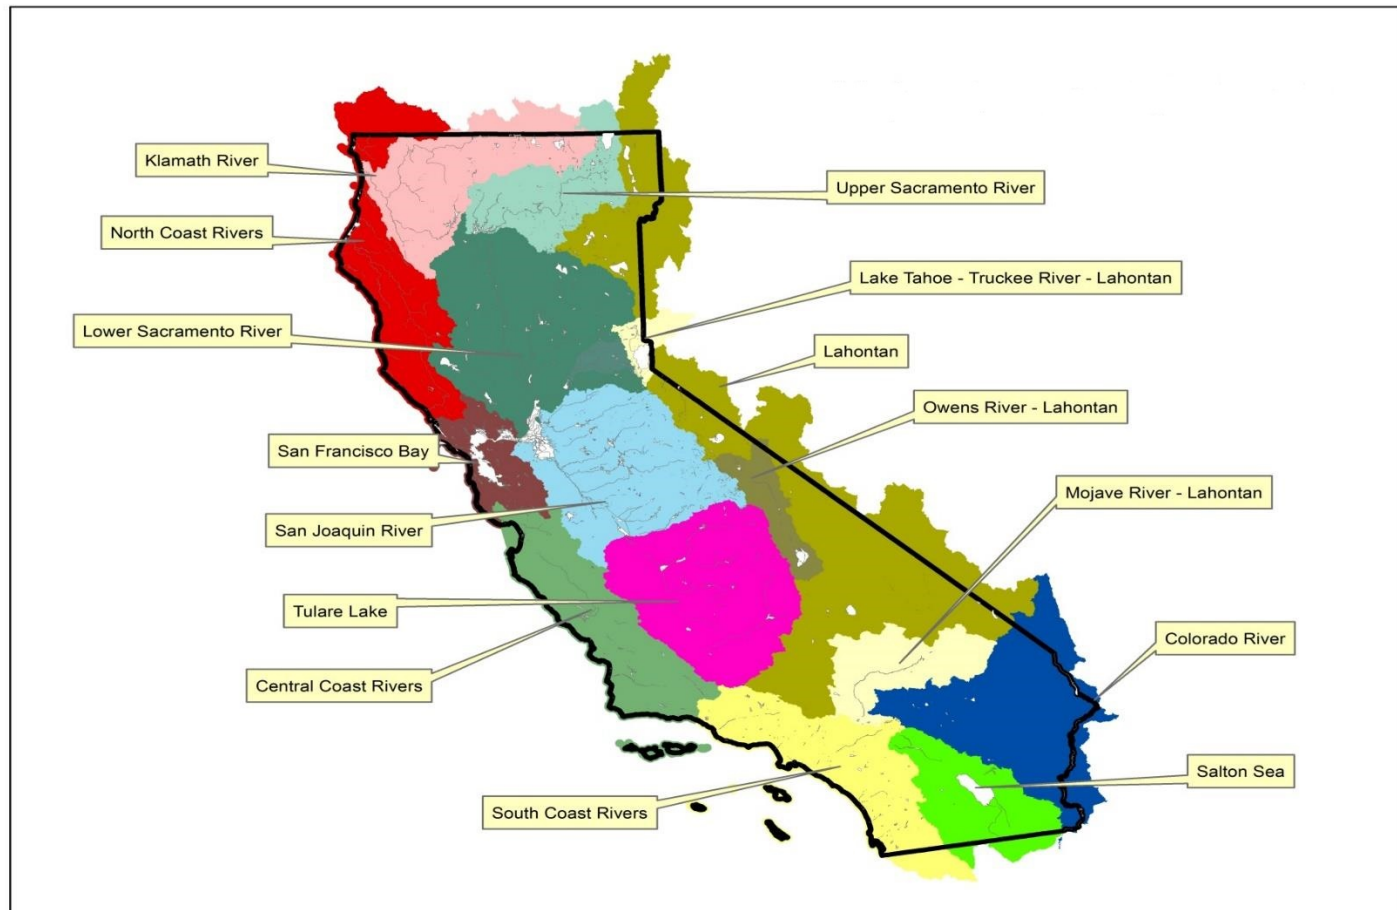 Klamath River
Upper Sacramento River
North Coast Rivers
Lake Tahoe - Truckee River - Lahontan
Lower Sacramento River
Lahontan
Owens River - Lahontan
San Francisco Bay
Mojave River - Lahontan
San Joaquin River
Tulare Lake
Colorado River
Central Coast Rivers
Salton Sea
South Coast Rivers